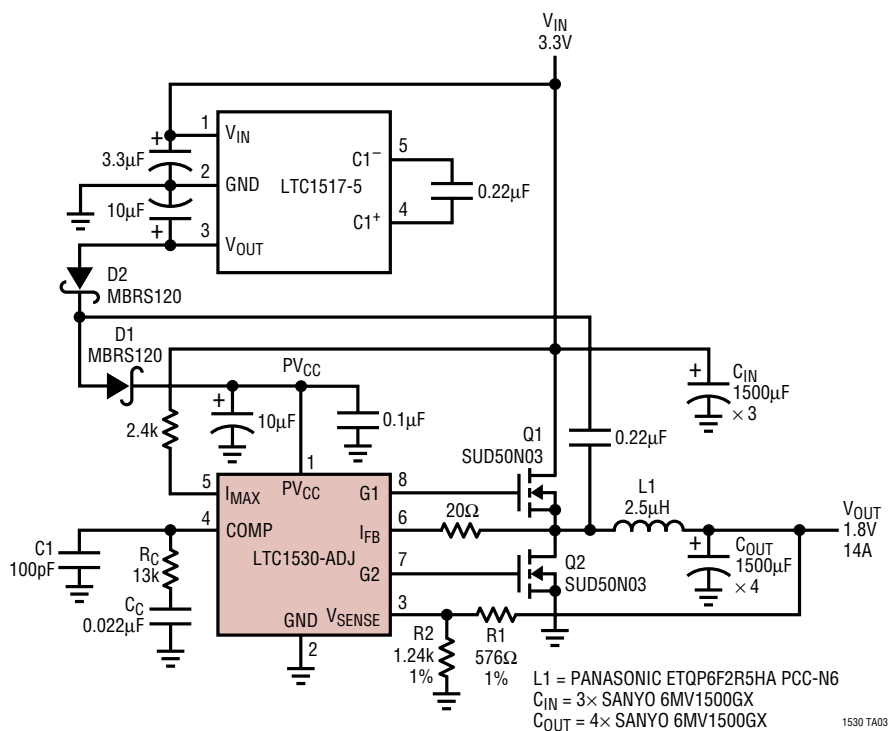 VIN
3.3V
1
VIN
5
C1−
3.3µF
+
2
GND
LTC1517-5
0.22µF
10µF
+
4
C1+
3
VOUT
D2
MBRS120
D1
MBRS120
PVCC
+
10µF
0.1µF
+
CIN
1500µF
× 3
2.4k
Q1
SUD50N03
0.22µF
1
5
IMAX
PVCC
G1
8
L1
2.5µH
VOUT
1.8V
14A
4
COMP
IFB
6
20Ω
C1
100pF
RC
13k
LTC1530-ADJ
G2
7
Q2
SUD50N03
+
COUT
1500µF
× 4
CC
0.022µF
GND
VSENSE
3
2
R2
1.24k
1%
R1
576Ω
1%
L1 = PANASONIC ETQP6F2R5HA PCC-N6
CIN = 3× SANYO 6MV1500GX
COUT = 4× SANYO 6MV1500GX
1530 TA03